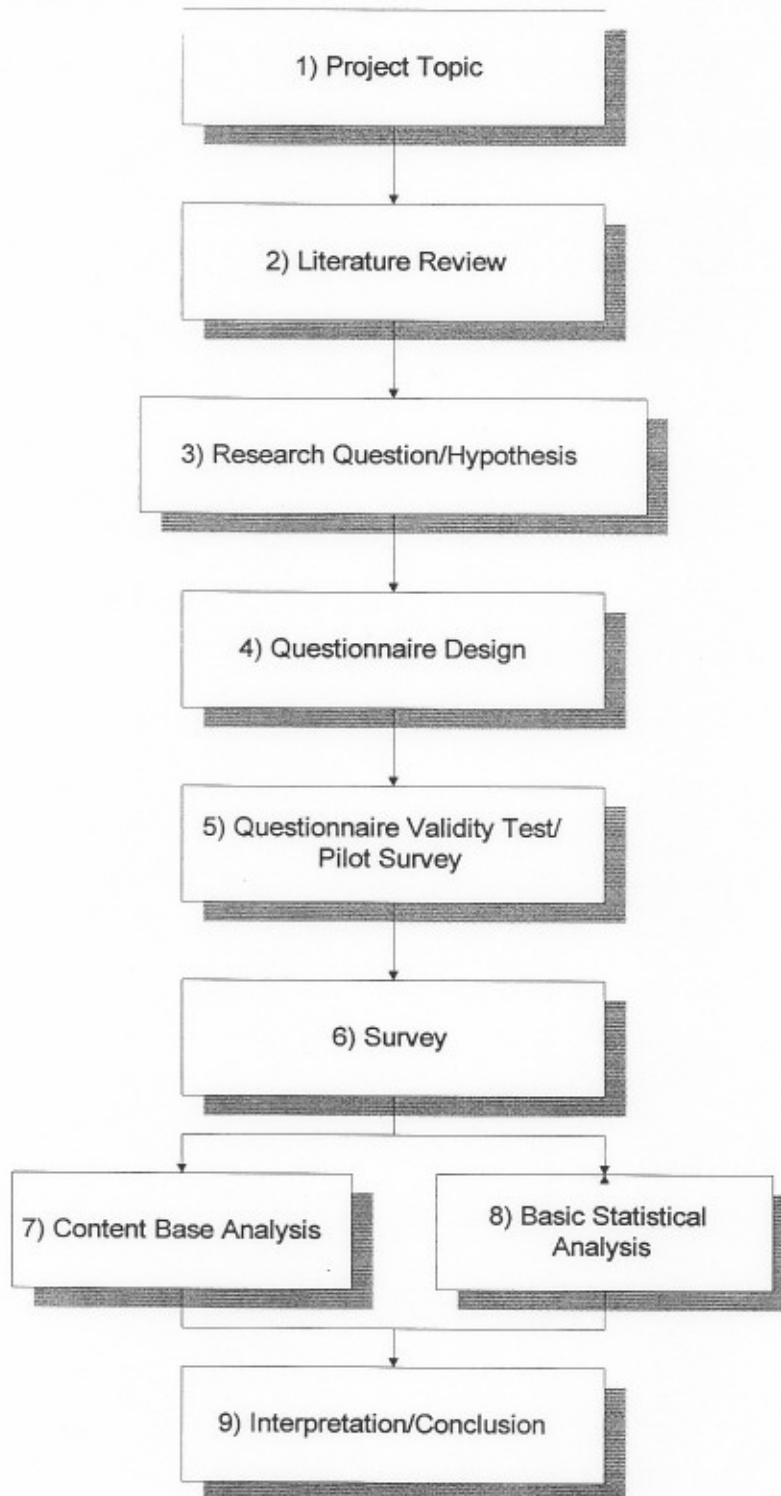 1) Project Topic
2) Literature Review
3) Research Question/Hypothesis
4) Questionnaire Design
5) Questionnaire Validity Test/
Pilot Survey
6) Survey
7) Content Base Analysis
8) Basic Statistical
Analysis
9) Interpretation/Conclusion